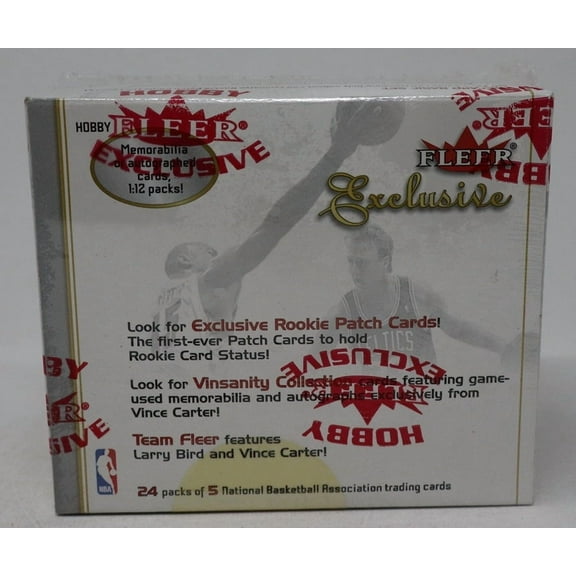 HOBBY
FLEER®
EXCLUSIVE
HOBBY
Memorabilia
or autographed
cards,
1:12 packs!
FLEER®
Exclusive
Look for Exclusive Rookie Patch Cards!
The first-ever Patch Cards to hold
Rookie Card Status!
CELTICS
Look for Vinsanity Collection cards featuring game-
used memorabilia and autographs exclusively from
Vince Carter!
HOBBY
FLEER
EXCLUSIVE
Team Fleer features
Larry Bird and Vince Carter!
NBA
24 packs of 5 National Basketball Association trading cards